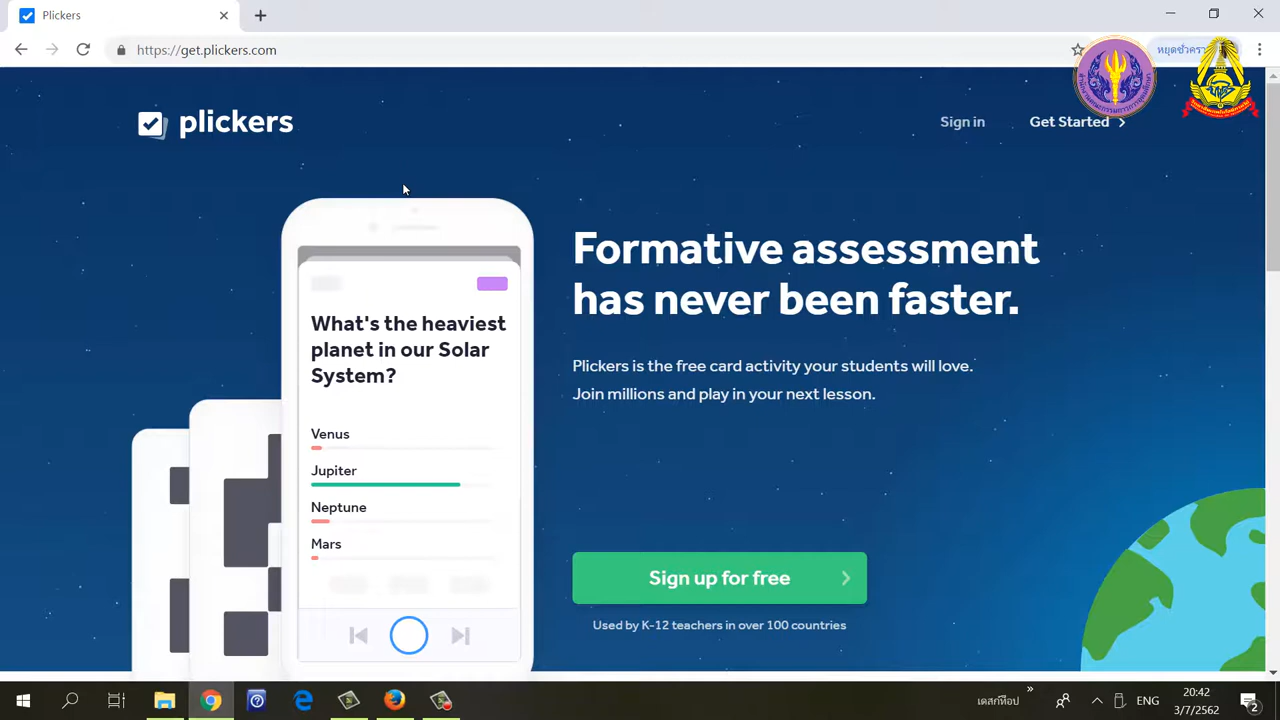 Plickers
https://get.plickers.com
หยุดชั่วครา
plickers
Sign in
Get Started
Formative assessment
has never been faster.
Plickers is the free card activity your students will love.
Join millions and play in your next lesson.
Sign up for free
Used by K-12 teachers in over 100 countries
What's the heaviest
planet in our Solar
System?
Venus
Jupiter
Neptune
Mars
เดสก์ท็อป
ENG
20:42
3/7/2562
2